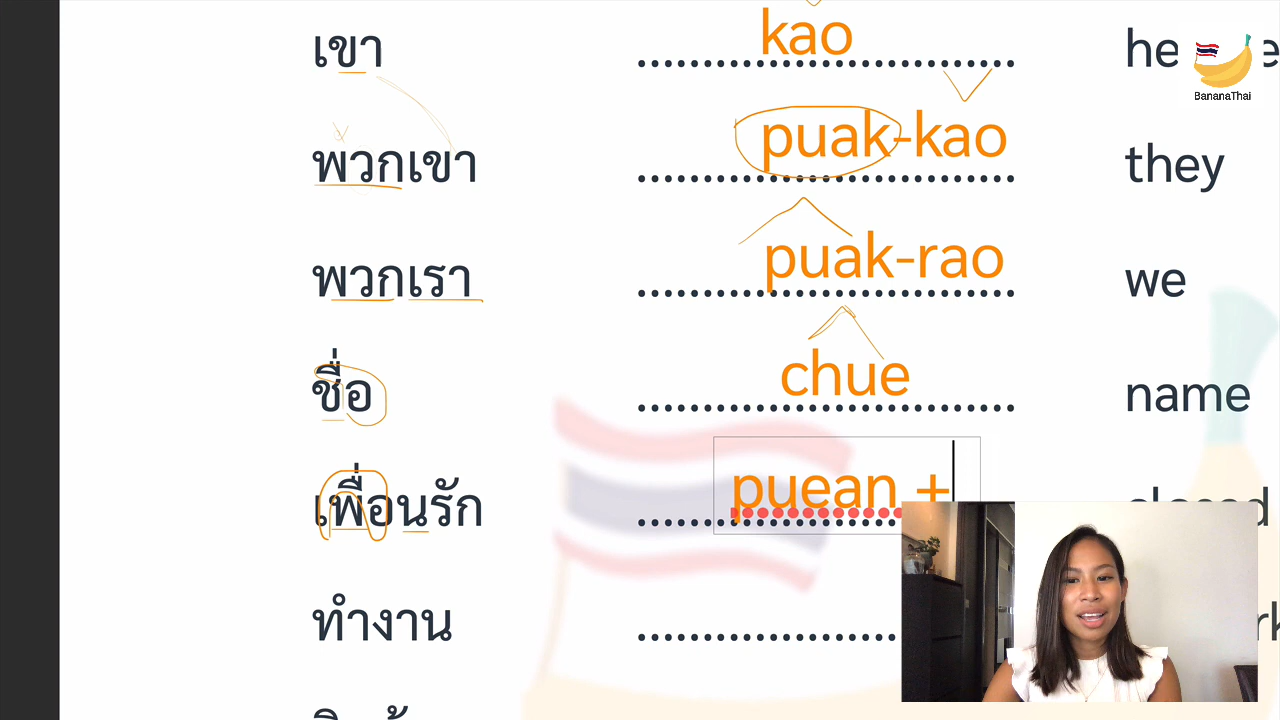 เขา kao he
BananaThai
พวกเขา puak-kao they
พวกเรา puak-rao we
ชื่อ chue name
เพื่อนรัก puean +
ทำงาน